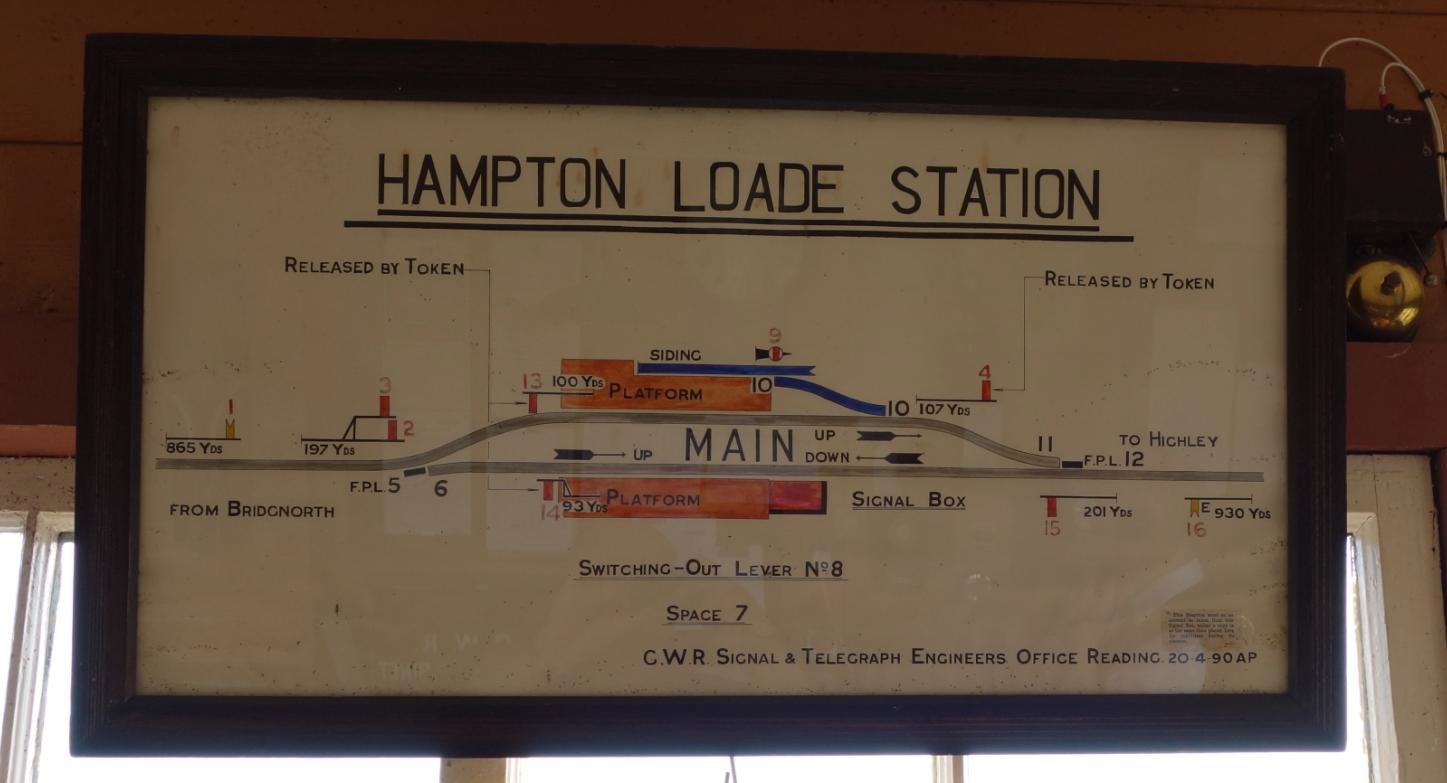 HAMPTON LOADE STATION
RELEASED BY TOKEN
RELEASED BY TOKEN
9
SIDING
4
3
13
100 YDS
PLATFORM
10
10
107 YDS
1
2
865 YDS
197 YDS
MAIN
UP
UP
DOWN
11
TO HIGHLEY
F.P.L. 12
F.P.L. 5
6
FROM BRIDGNORTH
14
93 YDS
PLATFORM
SIGNAL BOX
15
201 YDS
16
E
930 YDS
SWITCHING-OUT LEVER Nº 8
SPACE 7
G.W.R. SIGNAL & TELEGRAPH ENGINEERS OFFICE READING. 20-4-90 AP